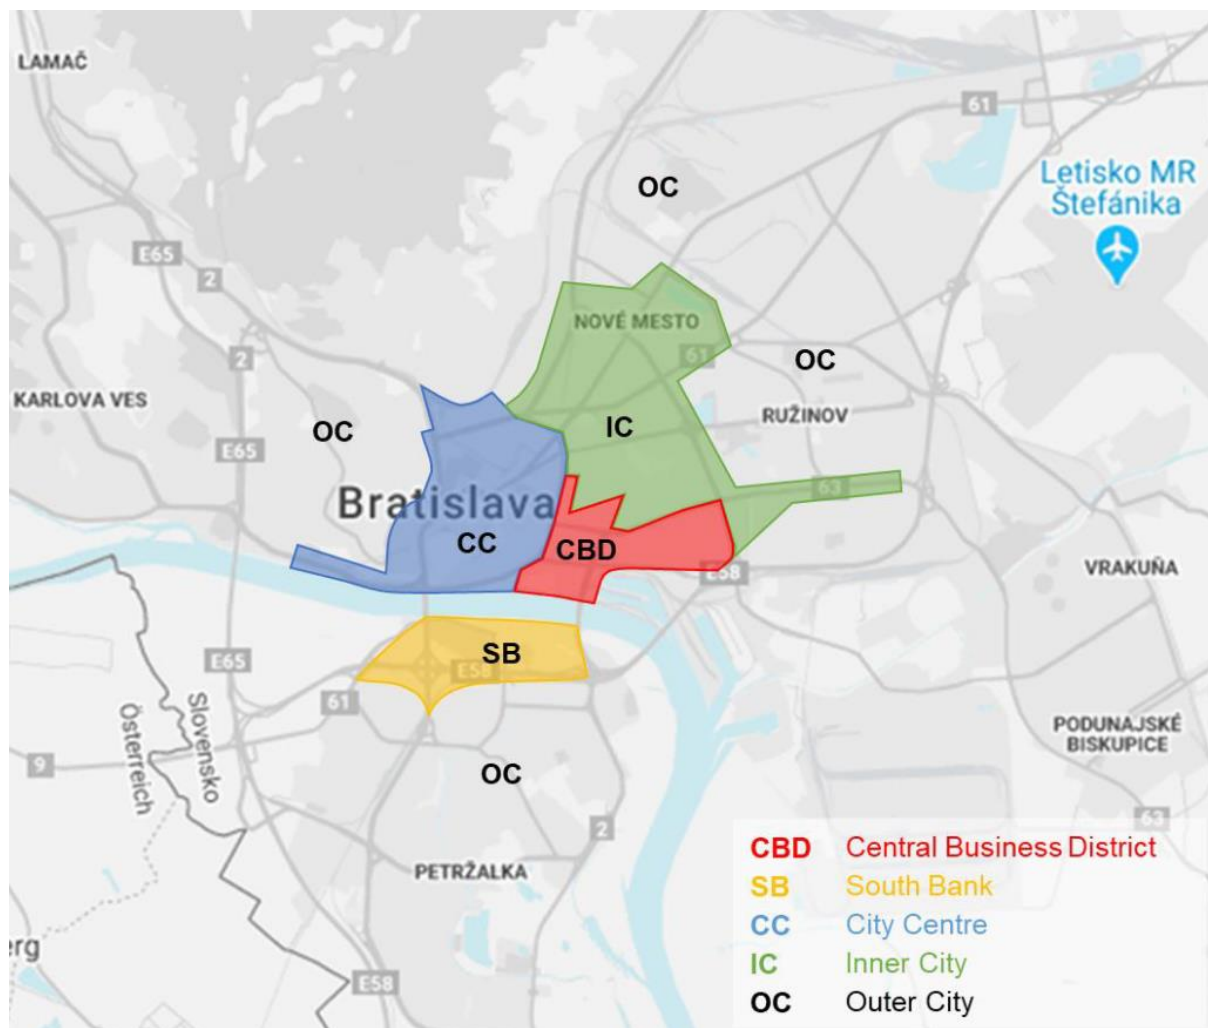 LAMAČ
61
OC
Letisko MR
Štefánika
E65
2
NOVÉ MESTO
2
61
OC
KARLOVA VES
RUŽINOV
OC
IC
E65
63
Bratislava
CC
CBD
VRAKUŇA
E58
SB
E65
E58
61
Slovensko
Österreich
PODUNAJSKÉ
BISKUPICE
9
OC
63
2
PETRŽALKA
rg
E58
CBD Central Business District
SB South Bank
CC City Centre
IC Inner City
OC Outer City